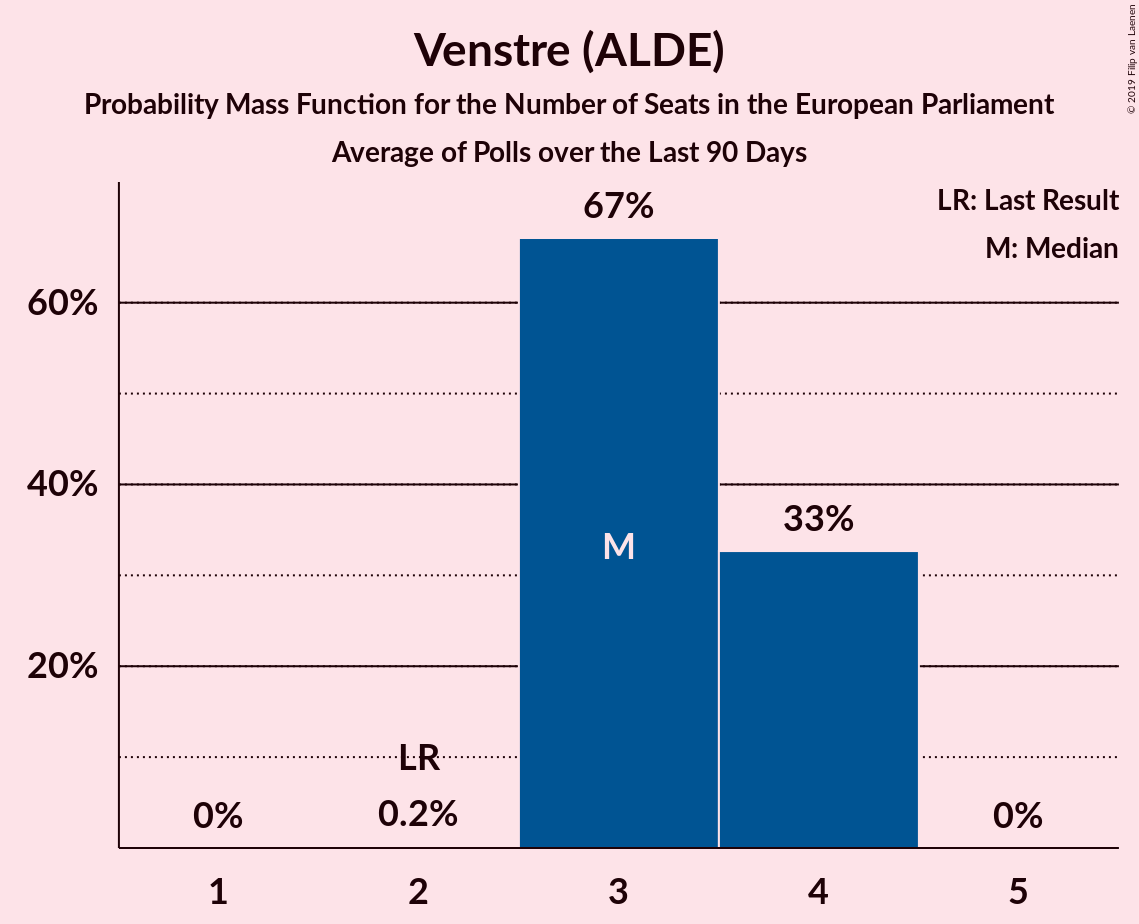 Venstre (ALDE)
Probability Mass Function for the Number of Seats in the European Parliament
Average of Polls over the Last 90 Days
© 2019 Filip van Laenen
LR: Last Result
M: Median
67%
60%
40%
33%
M
20%
LR
0%
0.2%
0%
1
2
3
4
5